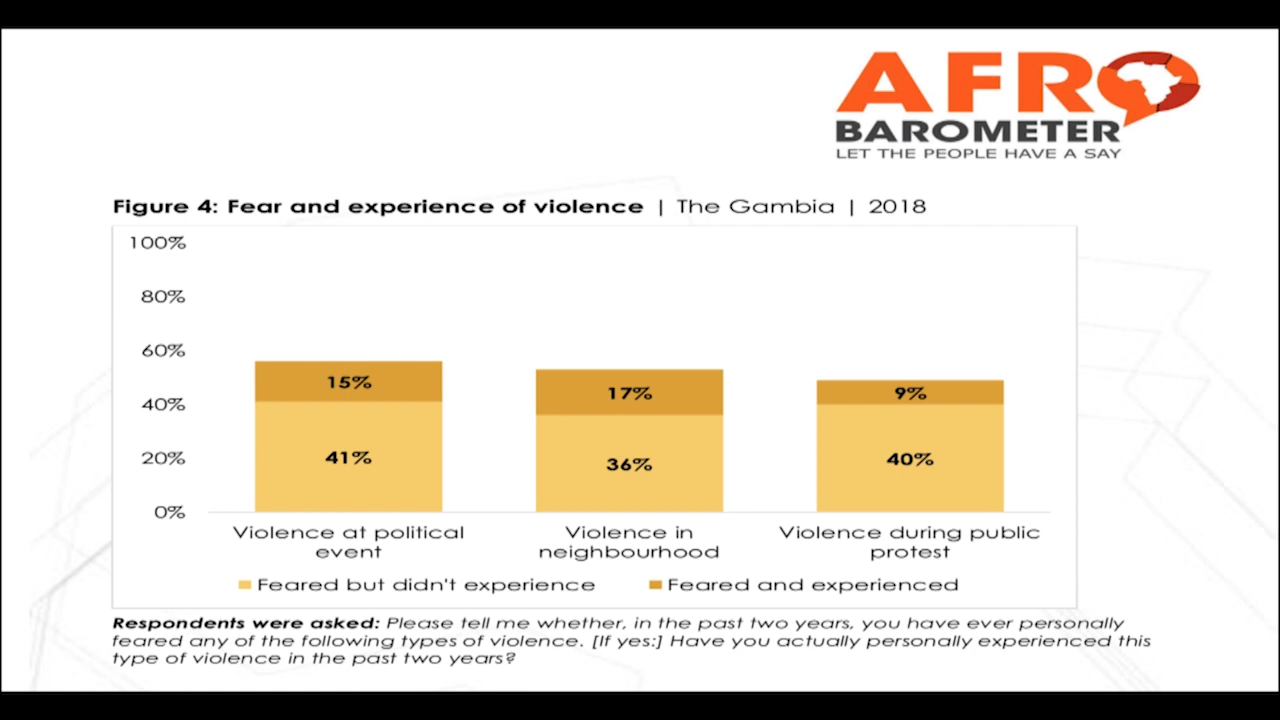 AFRO
BAROMETER
LET THE PEOPLE HAVE A SAY
Figure 4: Fear and experience of violence | The Gambia | 2018
100%
80%
60%
40%
20%
0%
15%
41%
17%
36%
9%
40%
Violence at political
event
Violence in
neighbourhood
Violence during public
protest
Feared but didn't experience
Feared and experienced
Respondents were asked: Please tell me whether, in the past two years, you have ever personally
feared any of the following types of violence. [If yes:] Have you actually personally experienced this
type of violence in the past two years?